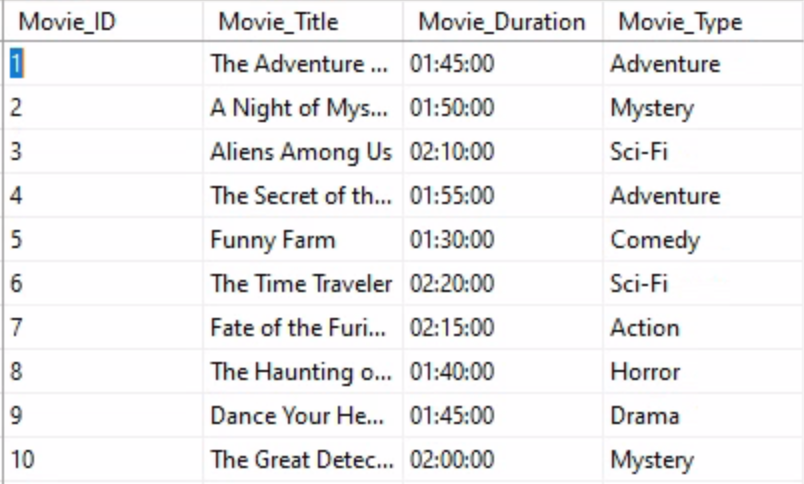 Movie_ID Movie_Title Movie_Duration Movie_Type
1 The Adventure ... 01:45:00 Adventure
2 A Night of Mys... 01:50:00 Mystery
3 Aliens Among Us 02:10:00 Sci-Fi
4 The Secret of th... 01:55:00 Adventure
5 Funny Farm 01:30:00 Comedy
6 The Time Traveler 02:20:00 Sci-Fi
7 Fate of the Furi... 02:15:00 Action
8 The Haunting o... 01:40:00 Horror
9 Dance Your He... 01:45:00 Drama
10 The Great Detec... 02:00:00 Mystery